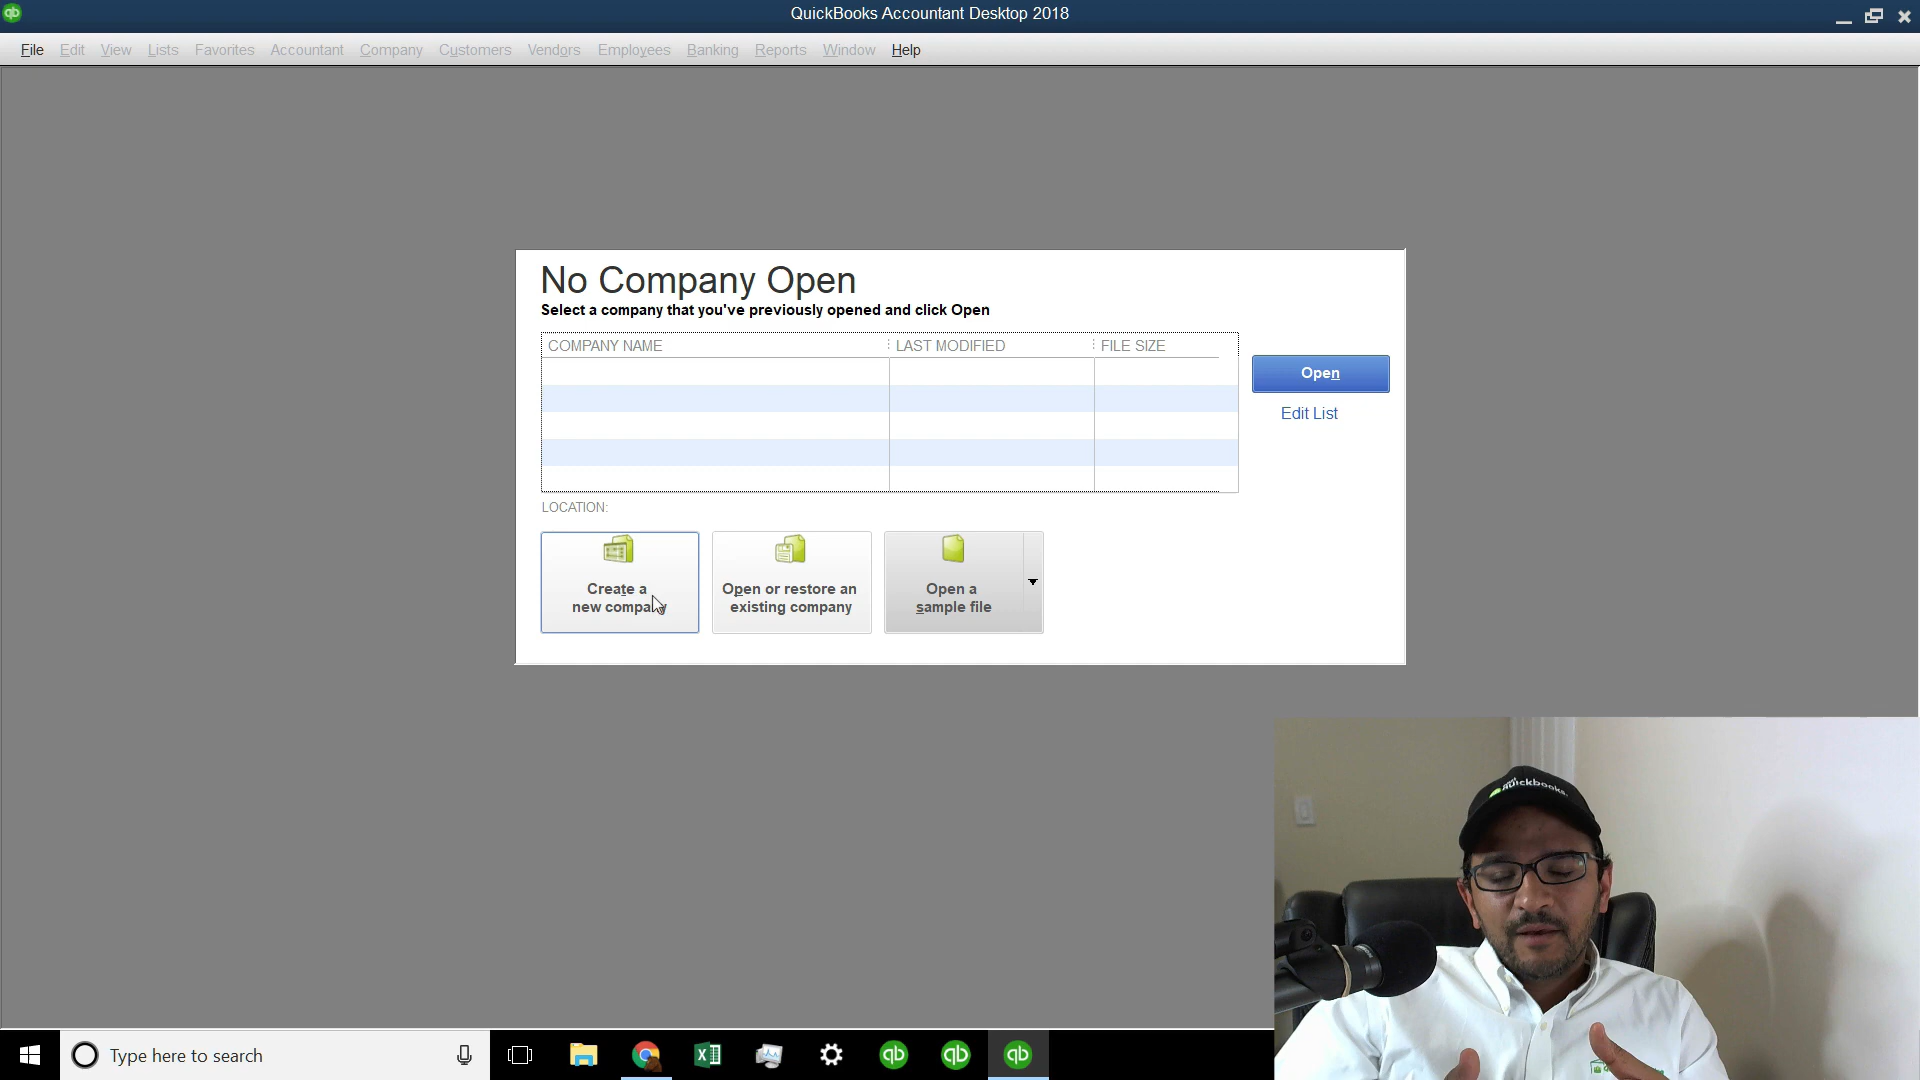 QuickBooks Accountant Desktop 2018
File Edit View Lists Favorites Accountant Company Customers Vendors Employees Banking Reports Window Help
No Company Open
Select a company that you've previously opened and click Open
COMPANY NAME LAST MODIFIED FILE SIZE
Open
Edit List
LOCATION:
Create a
new company
Open or restore an
existing company
Open a
sample file
quickbooks.
Type here to search